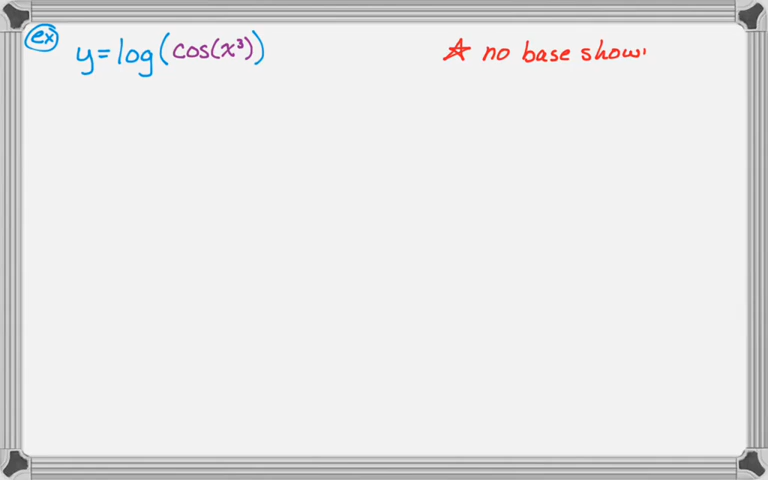 ex y=log(cos(x³)) ☆ no base show